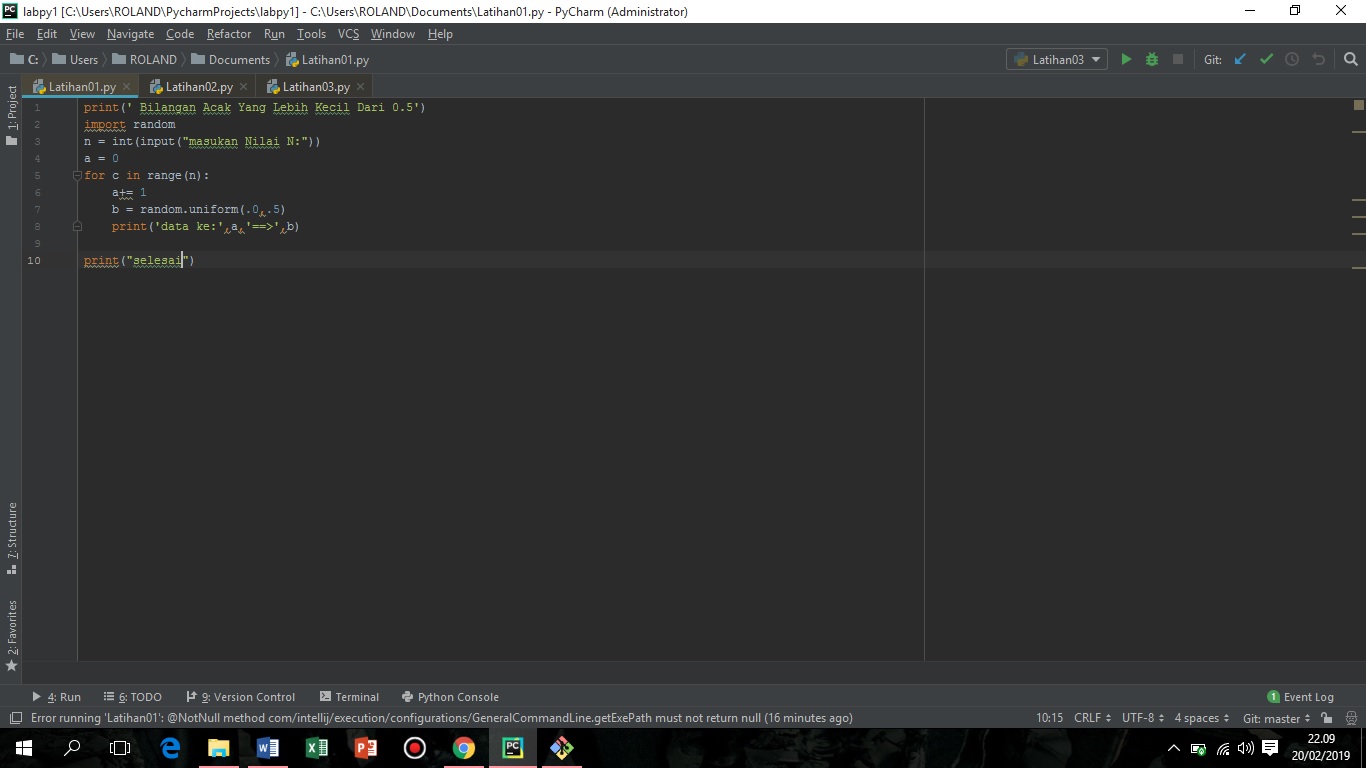 PC labpy1 [C:\Users\ROLAND\PycharmProjects\labpy1] - C:\Users\ROLAND\Documents\Latihan01.py - PyCharm (Administrator)
File Edit View Navigate Code Refactor Run Tools VCS Window Help
C: Users ROLAND Documents Latihan01.py Latihan03 Git:
Latihan01.py Latihan02.py Latihan03.py
1: Project
1 print(' Bilangan Acak Yang Lebih Kecil Dari 0.5')
2 import random
3 n = int(input("masukan Nilai N:"))
4 a = 0
5 for c in range(n):
6 a+= 1
7 b = random.uniform(.0,.5)
8 print('data ke:',a,'==>',b)
9
10 print("selesai")
7: Structure
2: Favorites
4: Run 6: TODO 9: Version Control Terminal Python Console 1 Event Log
Error running 'Latihan01': @NotNull method com/intellij/execution/configurations/GeneralCommandLine.getExePath must not return null (16 minutes ago) 10:15 CRLF UTF-8 4 spaces Git: master
PC
22.09
20/02/2019